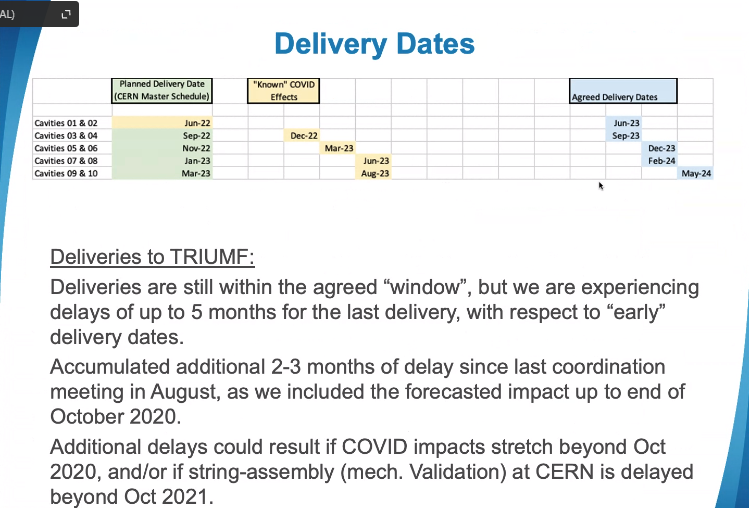 AL)
Delivery Dates
Planned Delivery Date
(CERN Master Schedule)
"Known" COVID
Effects
Agreed Delivery Dates
Cavities 01 & 02 Jun-22 Jun-23
Cavities 03 & 04 Sep-22 Dec-22 Sep-23
Cavities 05 & 06 Nov-22 Mar-23 Dec-23
Cavities 07 & 08 Jan-23 Jun-23 Feb-24
Cavities 09 & 10 Mar-23 Aug-23 May-24
Deliveries to TRIUMF:
Deliveries are still within the agreed “window”, but we are experiencing
delays of up to 5 months for the last delivery, with respect to “early”
delivery dates.
Accumulated additional 2-3 months of delay since last coordination
meeting in August, as we included the forecasted impact up to end of
October 2020.
Additional delays could result if COVID impacts stretch beyond Oct
2020, and/or if string-assembly (mech. Validation) at CERN is delayed
beyond Oct 2021.